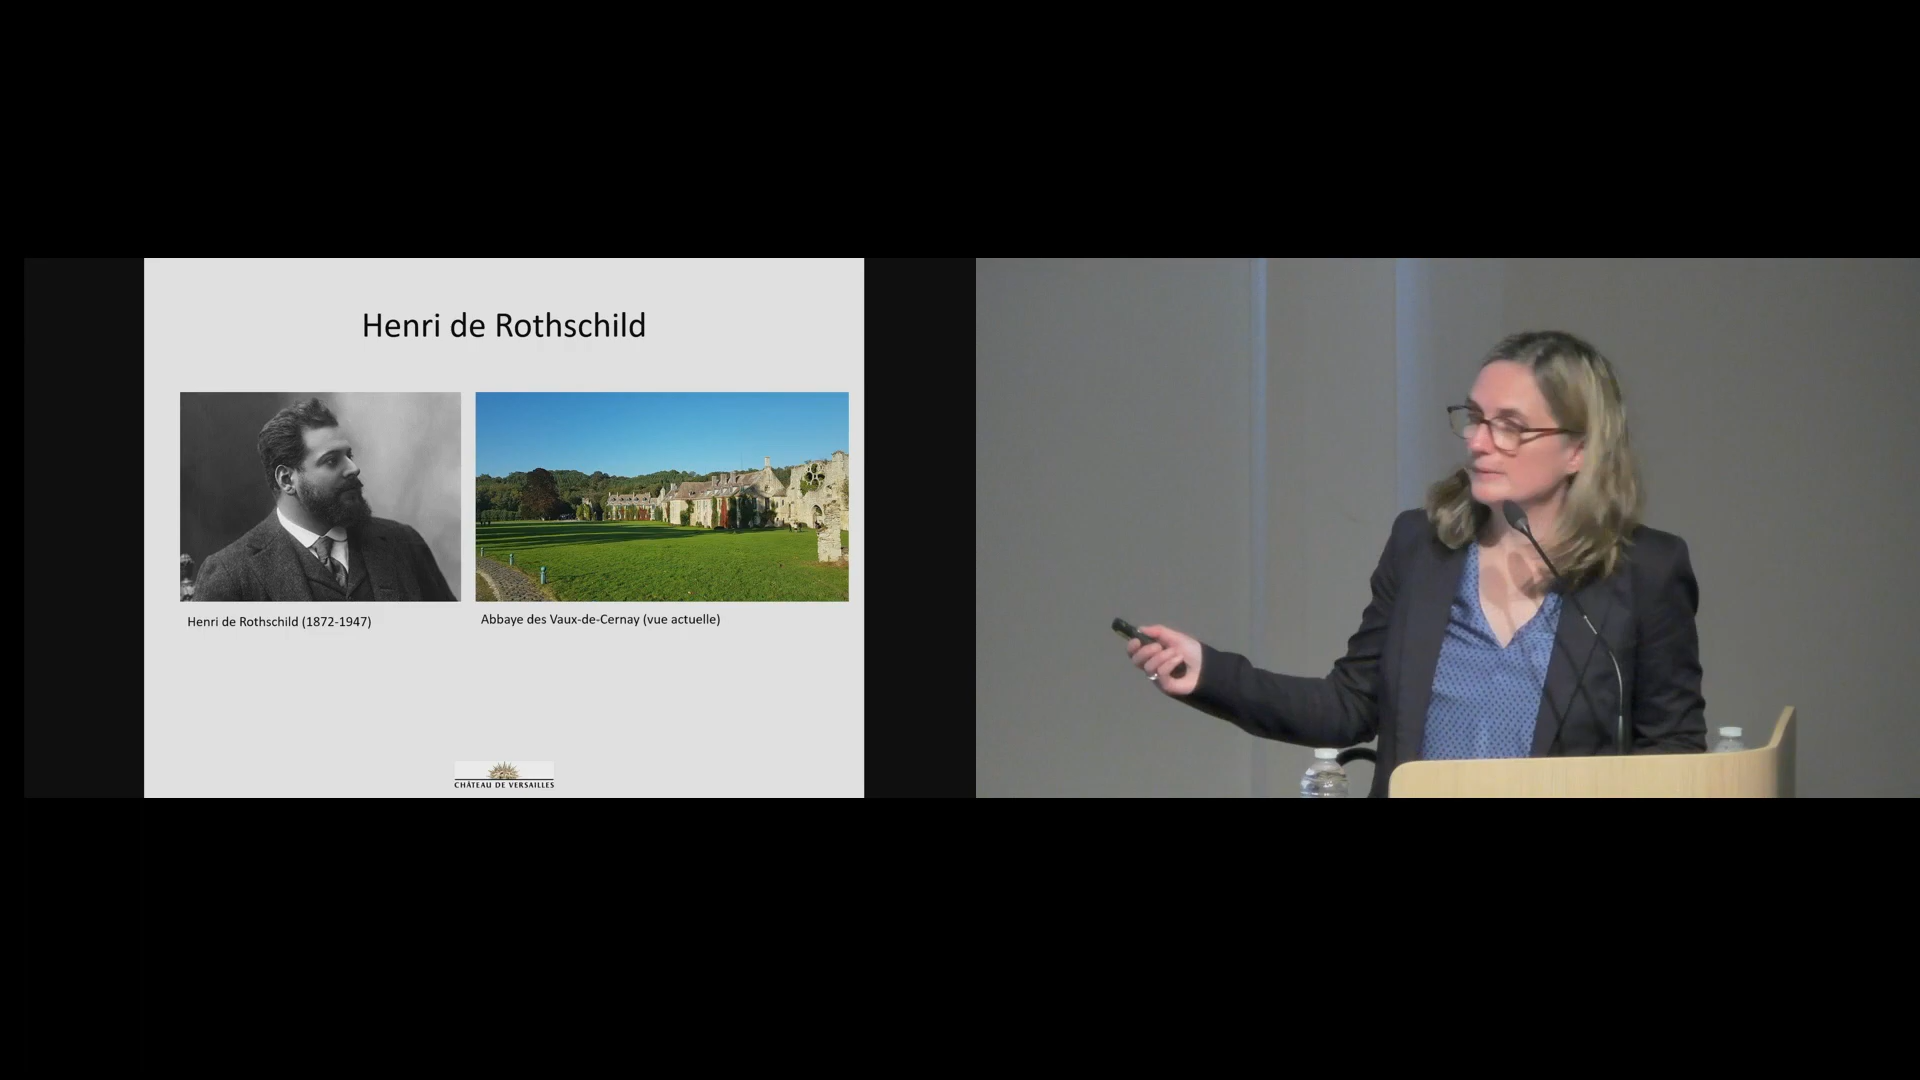 Henri de Rothschild
Henri de Rothschild (1872-1947)
Abbaye des Vaux-de-Cernay (vue actuelle)
CHÂTEAU DE VERSAILLES